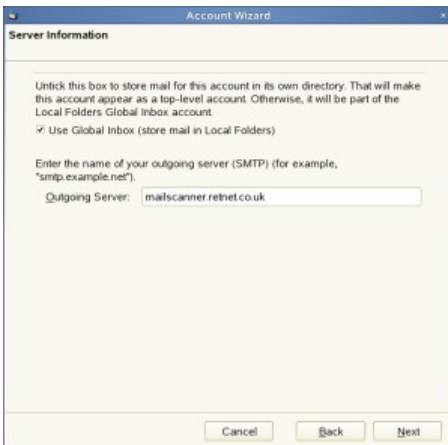 Account Wizard
Server Information
Untick this box to store mail for this account in its own directory. That will make
this account appear as a top-level account. Otherwise, it will be part of the
Local Folders Global Inbox account.
Use Global Inbox (store mail in Local Folders)
Enter the name of your outgoing server (SMTP) (for example,
"smtp.example.net").
Outgoing Server: mailscanner.retnet.co.uk
Cancel Back Next